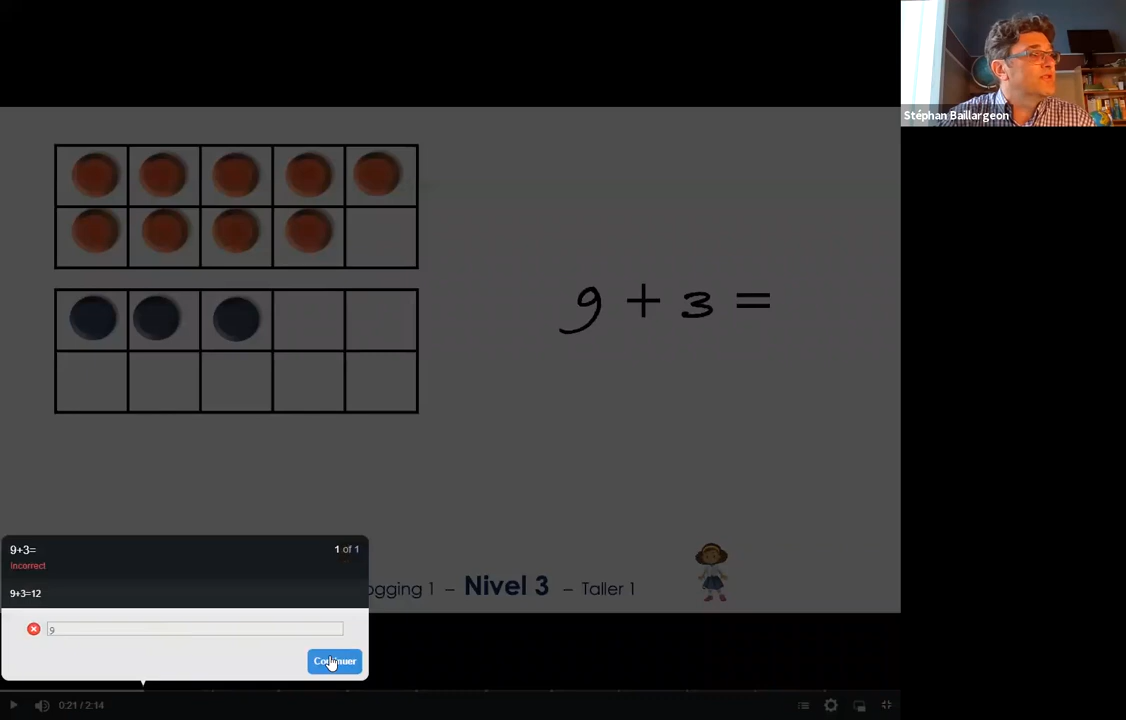 Stéphan Baillargeon
9 + 3 =
ogging 1 – Nivel 3 – Taller 1
9+3=
1 of 1
Incorrect
9+3=12
9
Continuer
0:21 / 2:14